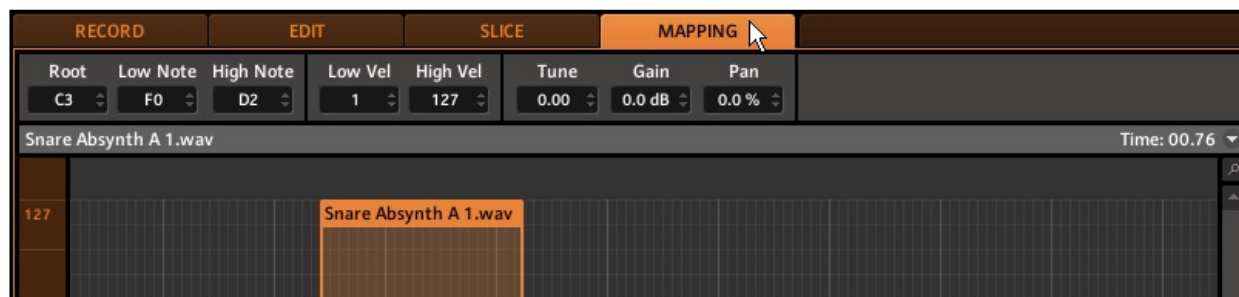 RECORD EDIT SLICE MAPPING
Root Low Note High Note Low Vel High Vel Tune Gain Pan
C3 F0 D2 1 127 0.00 0.0 dB 0.0 %
Snare Absynth A 1.wav Time: 00.76
127 Snare Absynth A 1.wav